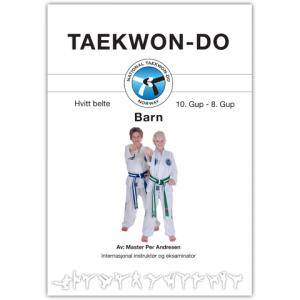 TAEKWON-DO
NATIONAL TAEKWON-DO
NORWAY
Hvitt belte
10. Gup - 8. Gup
Barn
Av: Master Per Andresen
Internasjonal instruktør og eksaminator